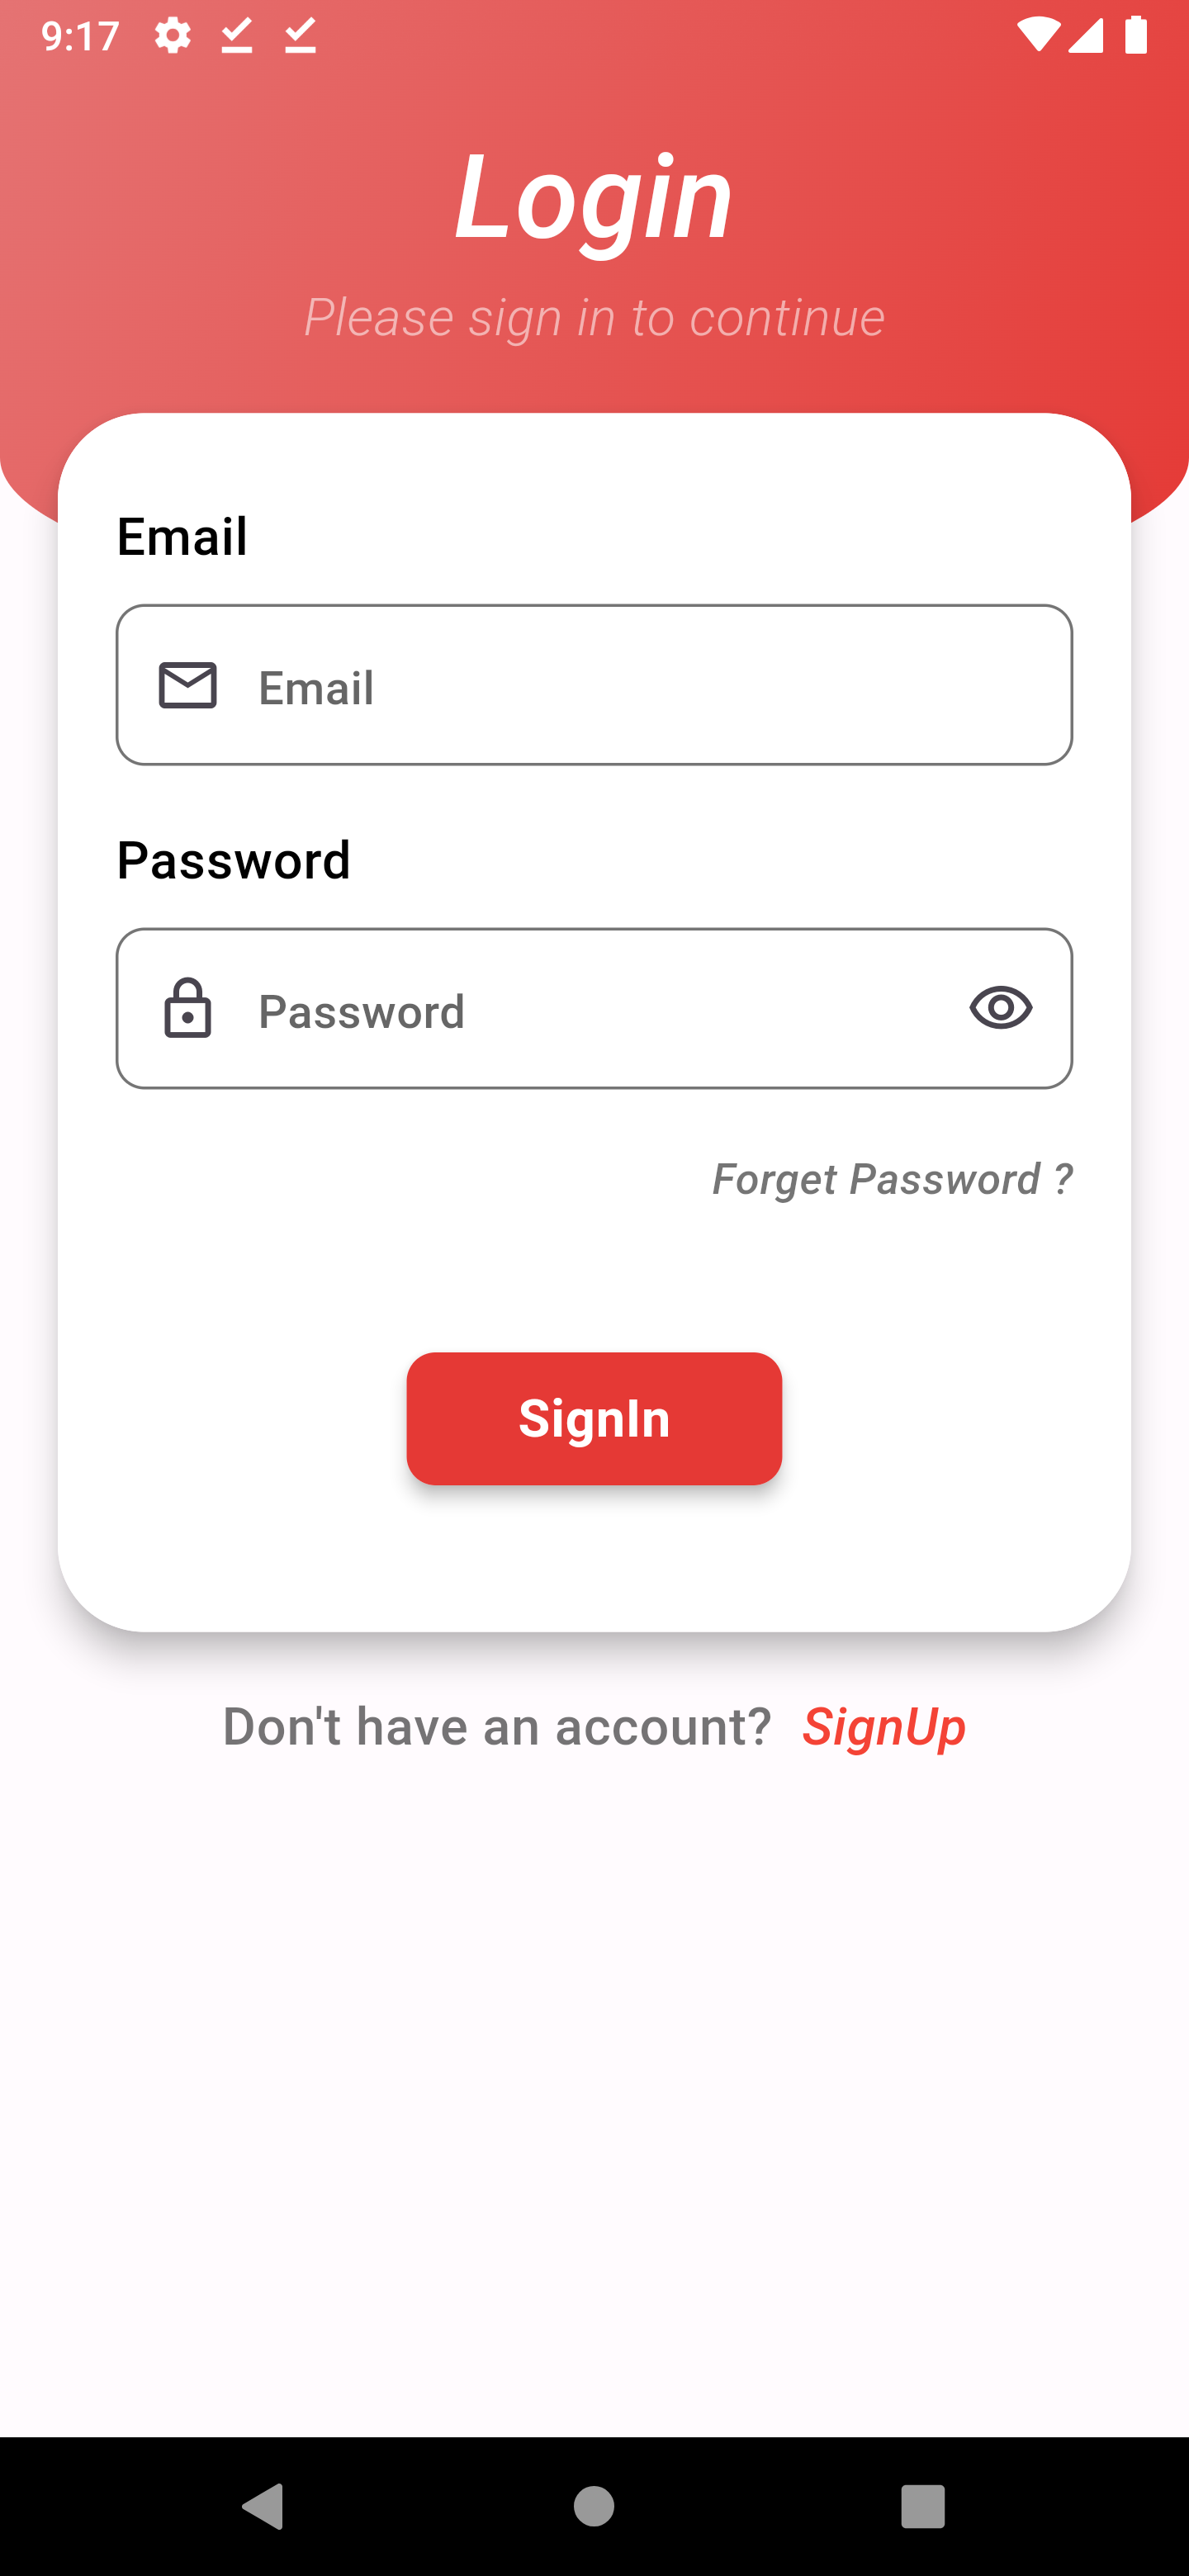 9:17
Login
Please sign in to continue
Email
Email
Password
Password
Forget Password ?
SignIn
Don't have an account? SignUp